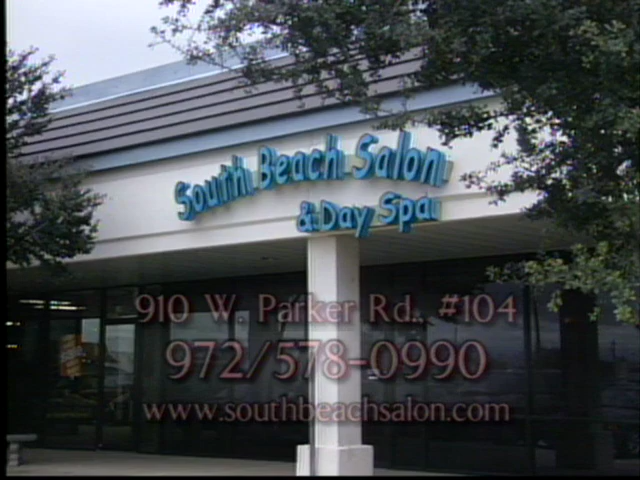 South Beach Salon
& Day Spa
910 W. Parker Rd., #104
972/578-0990
www.southbeachsalon.com